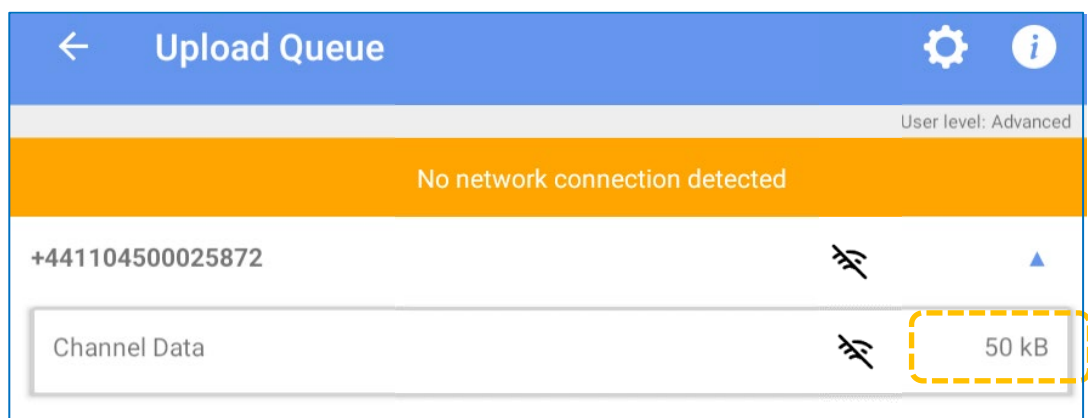 Upload Queue
User level: Advanced
No network connection detected
+441104500025872
Channel Data 50 kB